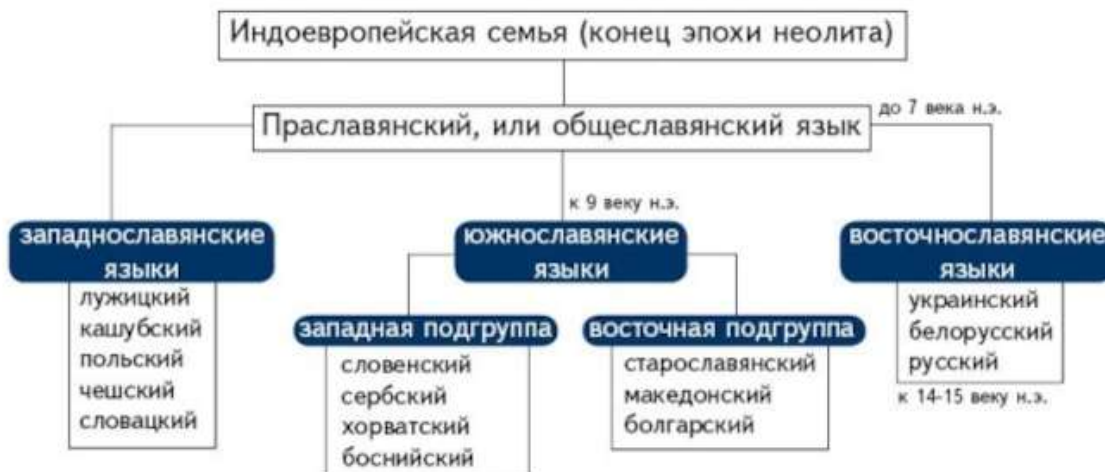 Индоевропейская семья (конец эпохи неолита)
Праславянский, или общеславянский язык
до 7 века н.э.
к 9 веку н.э.
западнославянские
языки
лужицкий
кашубский
польский
чешский
словацкий
южнославянские
языки
западная подгруппа
словенский
сербский
хорватский
боснийский
восточная подгруппа
старославянский
македонский
болгарский
восточнославянские
языки
украинский
белорусский
русский
к 14-15 веку н.э.